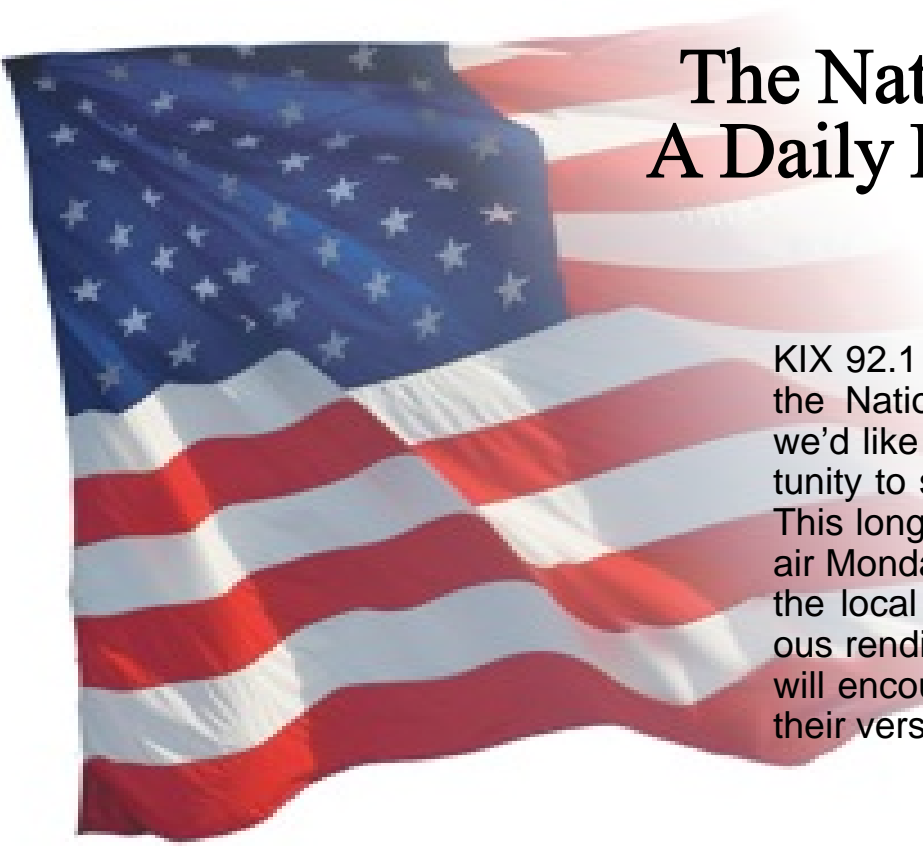 The Nat
A Daily
KIX 92.1
the Natio
we'd like
tunity to s
This long
air Monda
the local
ous rendi
will encou
their vers